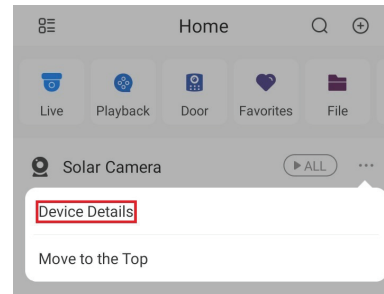 Home
Live Playback Door Favorites File
Solar Camera ALL
Device Details
Move to the Top